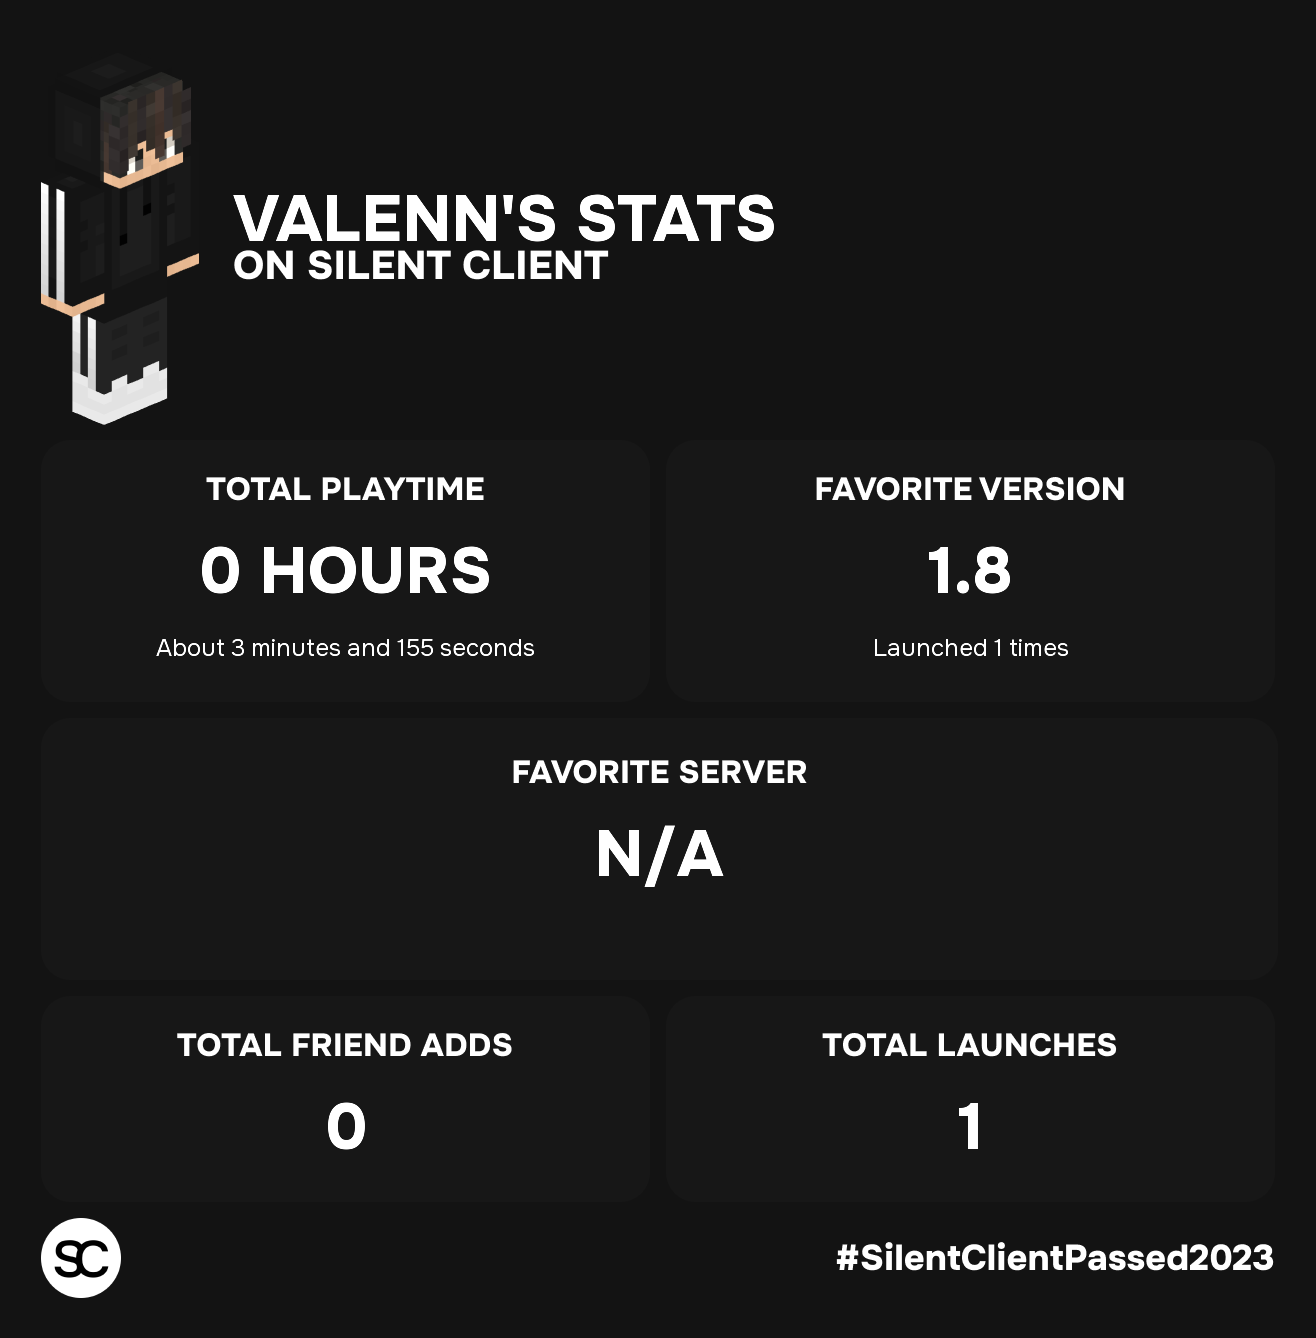 VALENN'S STATS
ON SILENT CLIENT
TOTAL PLAYTIME
0 HOURS
About 3 minutes and 155 seconds
FAVORITE VERSION
1.8
Launched 1 times
FAVORITE SERVER
N/A
TOTAL FRIEND ADDS
0
TOTAL LAUNCHES
1
SC
#SilentClientPassed2023